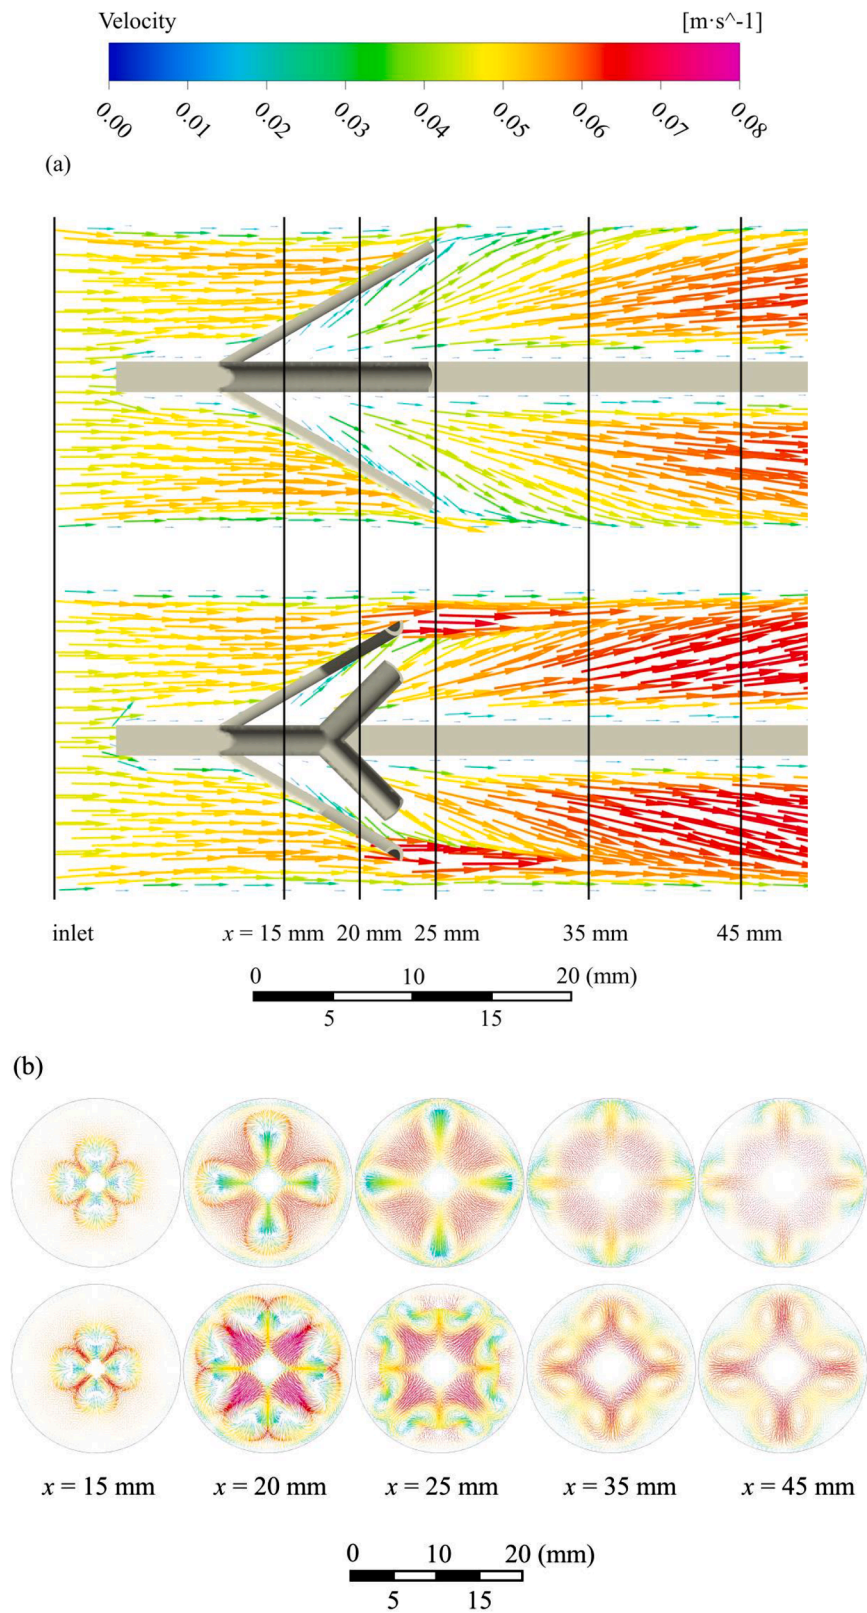 Velocity [m·s^-1]
0.00 0.01 0.02 0.03 0.04 0.05 0.06 0.07 0.08
(a)
inlet x = 15 mm 20 mm 25 mm 35 mm 45 mm
0 10 20 (mm)
5 15
(b)
x = 15 mm x = 20 mm x = 25 mm x = 35 mm x = 45 mm
0 10 20 (mm)
5 15